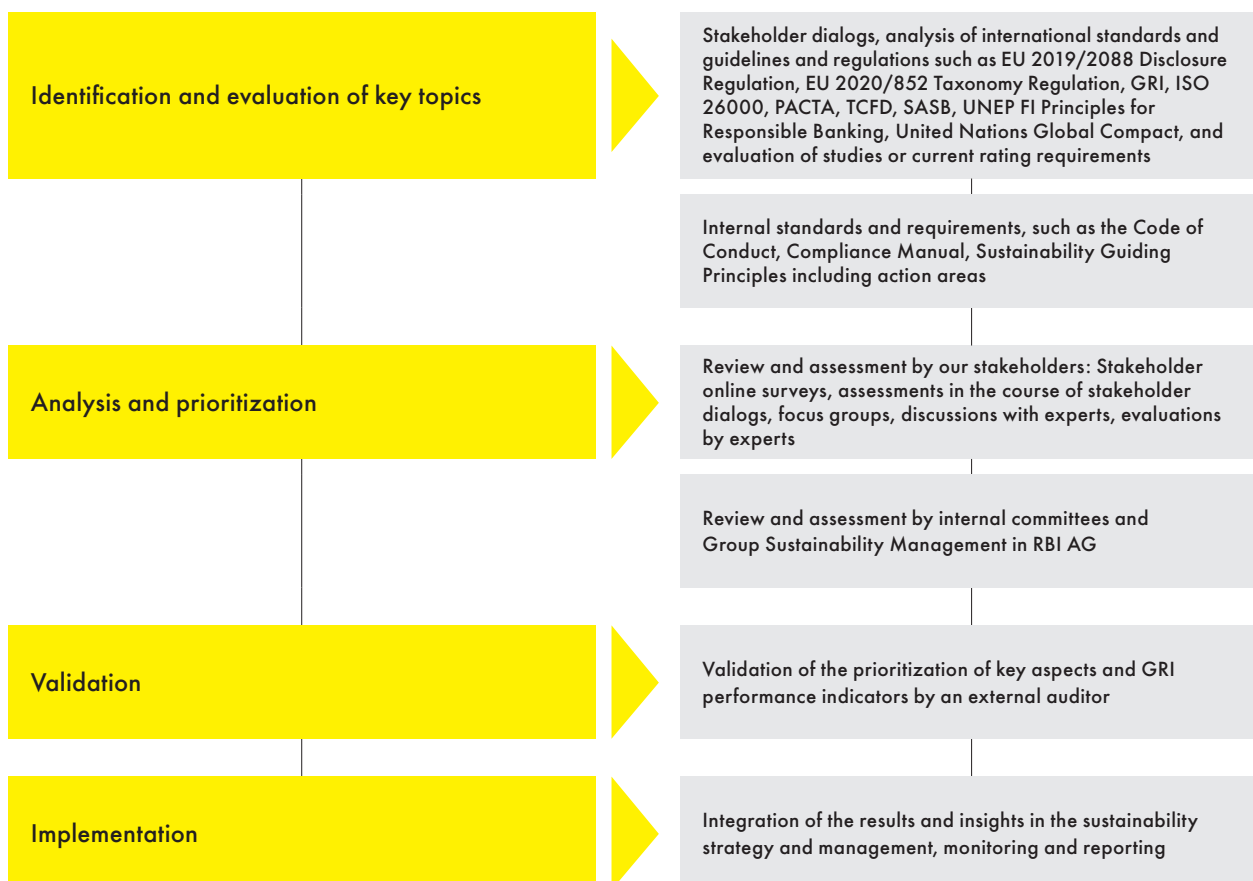 Identification and evaluation of key topics
Stakeholder dialogs, analysis of international standards and
guidelines and regulations such as EU 2019/2088 Disclosure
Regulation, EU 2020/852 Taxonomy Regulation, GRI, ISO
26000, PACTA, TCFD, SASB, UNEP FI Principles for
Responsible Banking, United Nations Global Compact, and
evaluation of studies or current rating requirements
Internal standards and requirements, such as the Code of
Conduct, Compliance Manual, Sustainability Guiding
Principles including action areas
Analysis and prioritization
Review and assessment by our stakeholders: Stakeholder
online surveys, assessments in the course of stakeholder
dialogs, focus groups, discussions with experts, evaluations
by experts
Review and assessment by internal committees and
Group Sustainability Management in RBI AG
Validation
Validation of the prioritization of key aspects and GRI
performance indicators by an external auditor
Implementation
Integration of the results and insights in the sustainability
strategy and management, monitoring and reporting